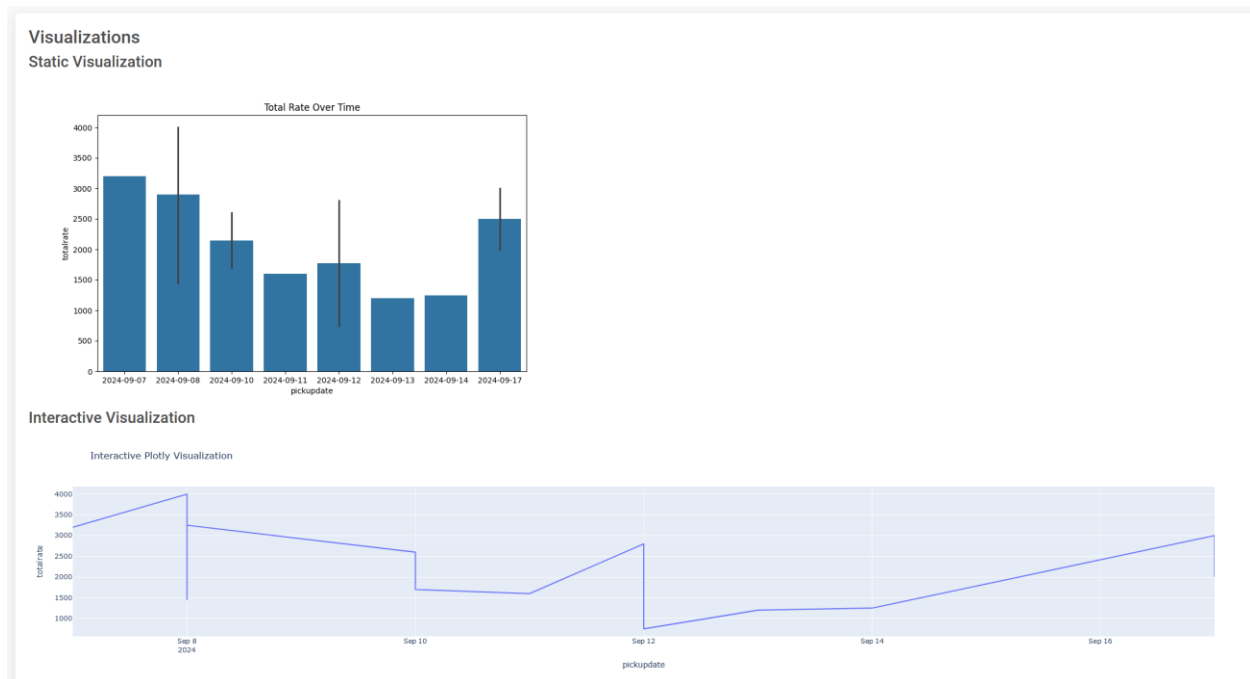 Visualizations
Static Visualization
Total Rate Over Time
4000
3500
3000
2500
2000
1500
1000
500
0
totalrate
2024-09-07 2024-09-08 2024-09-10 2024-09-11 2024-09-12 2024-09-13 2024-09-14 2024-09-17
pickupdate
Interactive Visualization
Interactive Plotly Visualization
4000
3500
3000
2500
2000
1500
1000
totalrate
Sep 8 Sep 10 Sep 12 Sep 14 Sep 16
2024
pickupdate